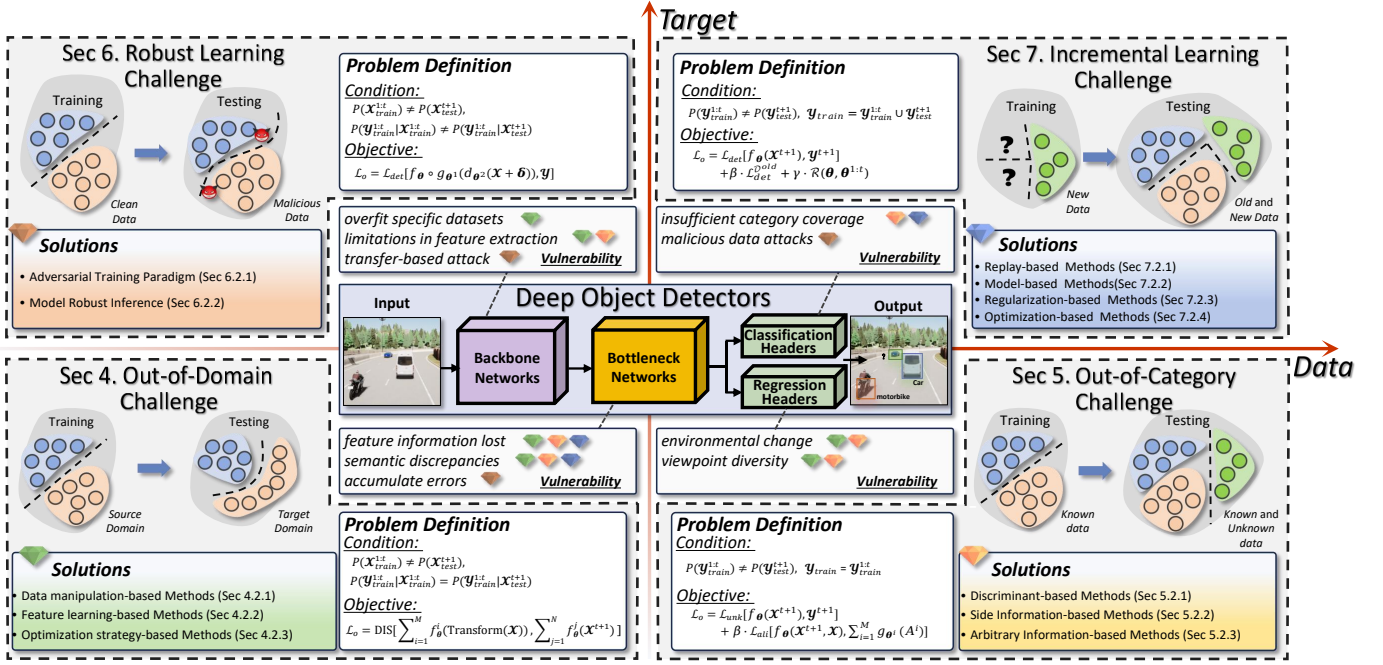 Target
Data
Sec 6. Robust Learning
Challenge
Training
Testing
Clean
Data
Malicious
Data
Solutions
• Adversarial Training Paradigm (Sec 6.2.1)
• Model Robust Inference (Sec 6.2.2)
Problem Definition
Condition:
P(𝓧^{1:t}_{train}) ≠ P(𝓧^{t+1}_{test}),
P(𝓨^{1:t}_{train}|𝓧^{1:t}_{train}) ≠ P(𝓨^{1:t}_{train}|𝓧^{t+1}_{test})
Objective:
ℒ_o = ℒ_{det}[f_𝜽 ∘ g_{𝜽^1}(d_{𝜽^2}(𝓧 + 𝜹)), 𝓨]
overfit specific datasets
limitations in feature extraction
transfer-based attack
Vulnerability
Sec 7. Incremental Learning
Challenge
Training
Testing
?
?
New
Data
Old and
New Data
Solutions
• Replay-based Methods (Sec 7.2.1)
• Model-based Methods(Sec 7.2.2)
• Regularization-based Methods (Sec 7.2.3)
• Optimization-based Methods (Sec 7.2.4)
Problem Definition
Condition:
P(𝓨^{1:t}_{train}) ≠ P(𝓨^{t+1}_{test}), 𝓨_{train} = 𝓨^{1:t}_{train} ∪ 𝓨^{t+1}_{test}
Objective:
ℒ_o = ℒ_{det}[f_𝜽(𝓧^{t+1}), 𝓨^{t+1}]
+ β · ℒ^{𝒟^{old}}_{det} + γ · ℛ(𝜽, 𝜽^{1:t})
insufficient category coverage
malicious data attacks
Vulnerability
Deep Object Detectors
Input
Backbone
Networks
Bottleneck
Networks
Classification
Headers
Regression
Headers
Output
?
Car
motorbike
Sec 4. Out-of-Domain
Challenge
Training
Testing
Source
Domain
Target
Domain
Solutions
• Data manipulation-based Methods (Sec 4.2.1)
• Feature learning-based Methods (Sec 4.2.2)
• Optimization strategy-based Methods (Sec 4.2.3)
feature information lost
semantic discrepancies
accumulate errors
Vulnerability
Problem Definition
Condition:
P(𝓧^{1:t}_{train}) ≠ P(𝓧^{t+1}_{test}),
P(𝓨^{1:t}_{train}|𝓧^{1:t}_{train}) = P(𝓨^{1:t}_{train}|𝓧^{t+1}_{test})
Objective:
ℒ_o = DIS[∑^M_{i=1} f^i_𝜽(Transform(𝓧)), ∑^N_{j=1} f^j_𝜽(𝓧^{t+1})]
Sec 5. Out-of-Category
Challenge
Training
Testing
Known
data
Known and
Unknown
data
Solutions
• Discriminant-based Methods (Sec 5.2.1)
• Side Information-based Methods (Sec 5.2.2)
• Arbitrary Information-based Methods (Sec 5.2.3)
environmental change
viewpoint diversity
Vulnerability
Problem Definition
Condition:
P(𝓨^{1:t}_{train}) ≠ P(𝓨^{t+1}_{test}), 𝓨_{train} = 𝓨^{1:t}_{train}
Objective:
ℒ_o = ℒ_{unk}[f_𝜽(𝓧^{t+1}), 𝓨^{t+1}]
+ β · ℒ_{ali}[f_𝜽(𝓧^{t+1}, 𝓧), ∑^M_{i=1} g_{𝜽^i}(A^i)]